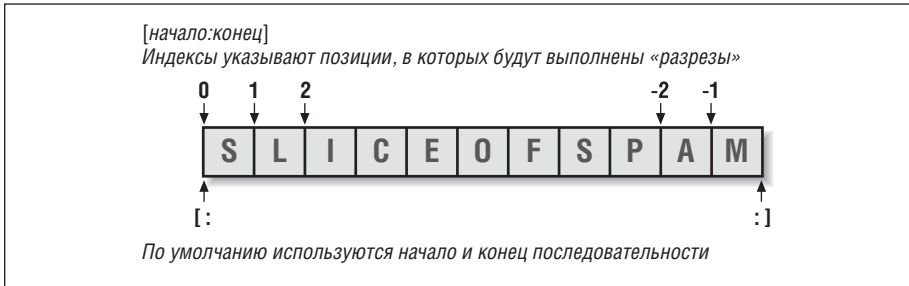 [начало:конец]
Индексы указывают позиции, в которых будут выполнены «разрезы»
0 1 2 -2 -1
S L I C E O F S P A M
[: :]
По умолчанию используются начало и конец последовательности